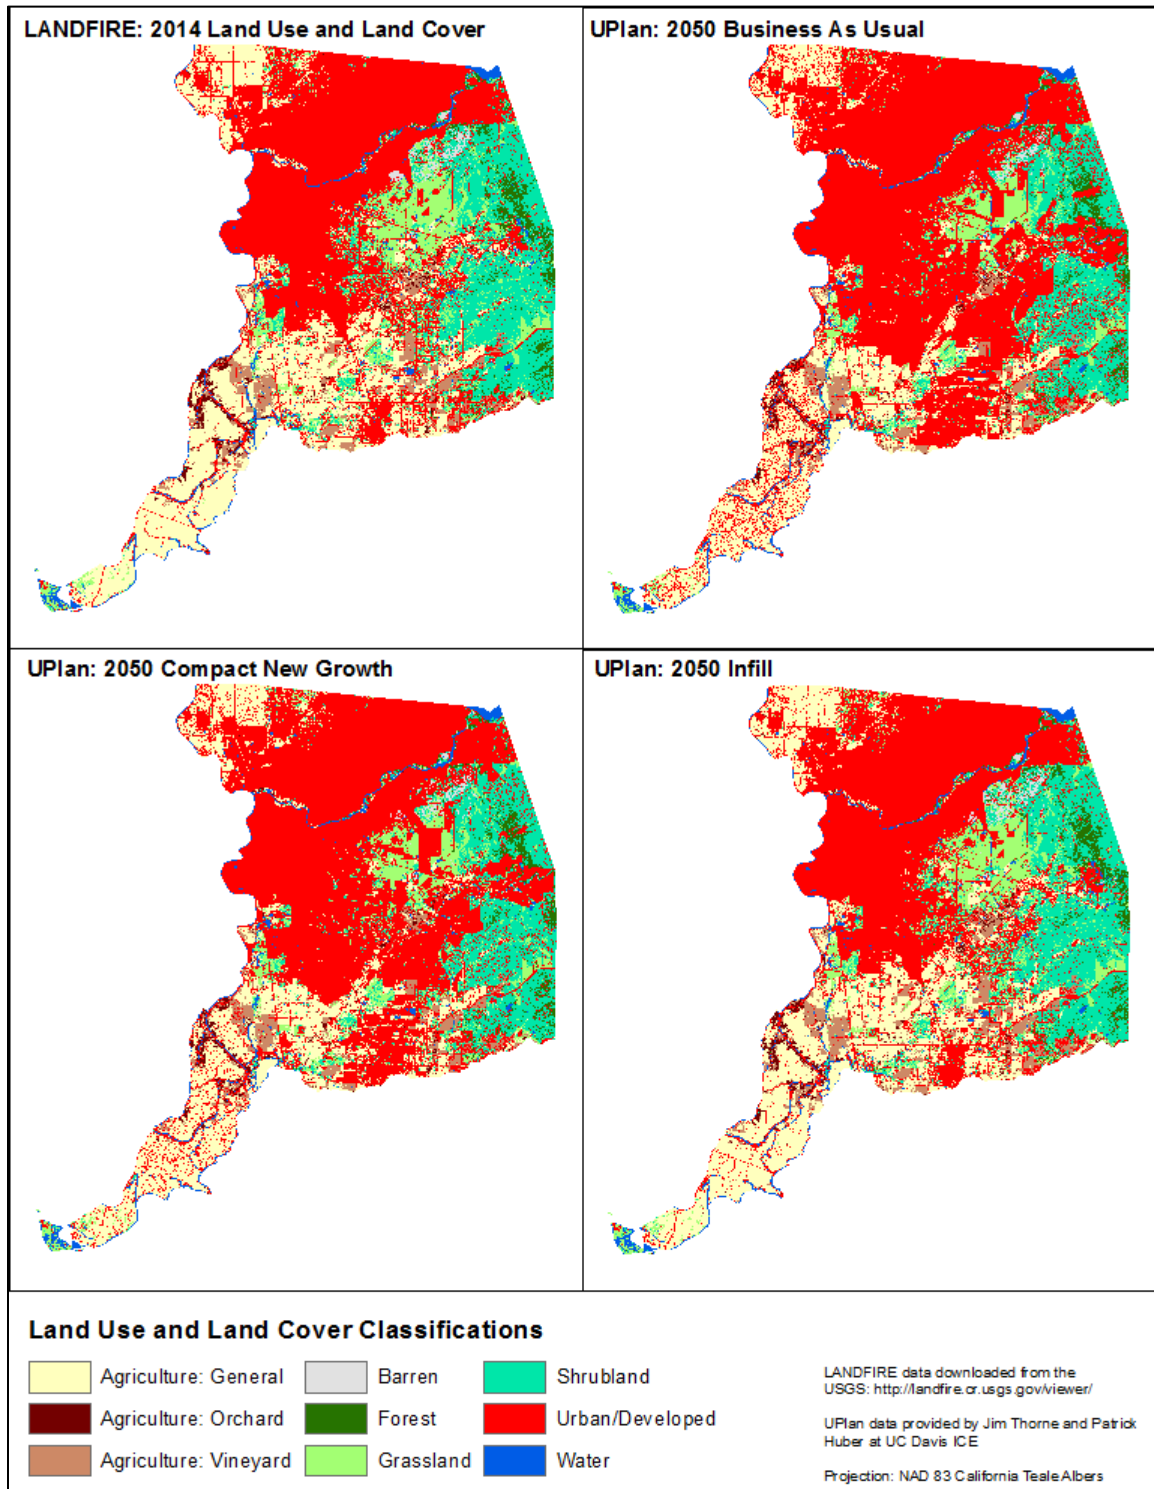 LANDFIRE: 2014 Land Use and Land Cover
UPlan: 2050 Business As Usual
UPlan: 2050 Compact New Growth
UPlan: 2050 Infill
Land Use and Land Cover Classifications
Agriculture: General
Barren
Shrubland
Agriculture: Orchard
Forest
Urban/Developed
Agriculture: Vineyard
Grassland
Water
LANDFIRE data downloaded from the
USGS: http://landfire.cr.usgs.gov/viewer/
UPlan data provided by Jim Thorne and Patrick
Huber at UC Davis ICE
Projection: NAD 83 California Teale Albers